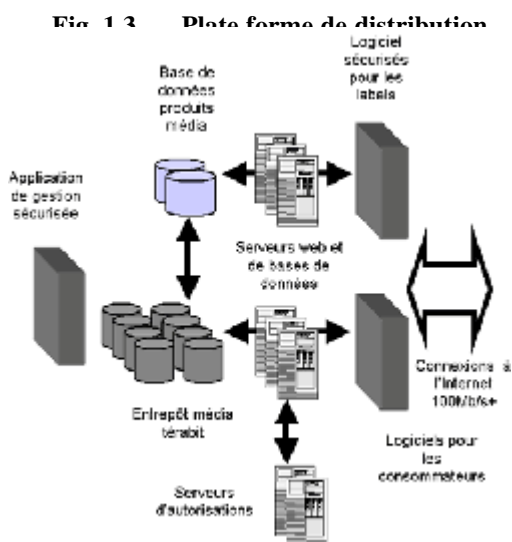 Fig. 1.3 Plate forme de distribution
Base de
données
produits
média
Logiciel
sécurisés
pour les
labels
Application
de gestion
sécurisée
Serveurs web et
de bases de
données
Entrepôt média
térabit
Connexions à
l'Internet
100Mb/s+
Logiciels pour
les
consommateurs
Serveurs
d'autorisations